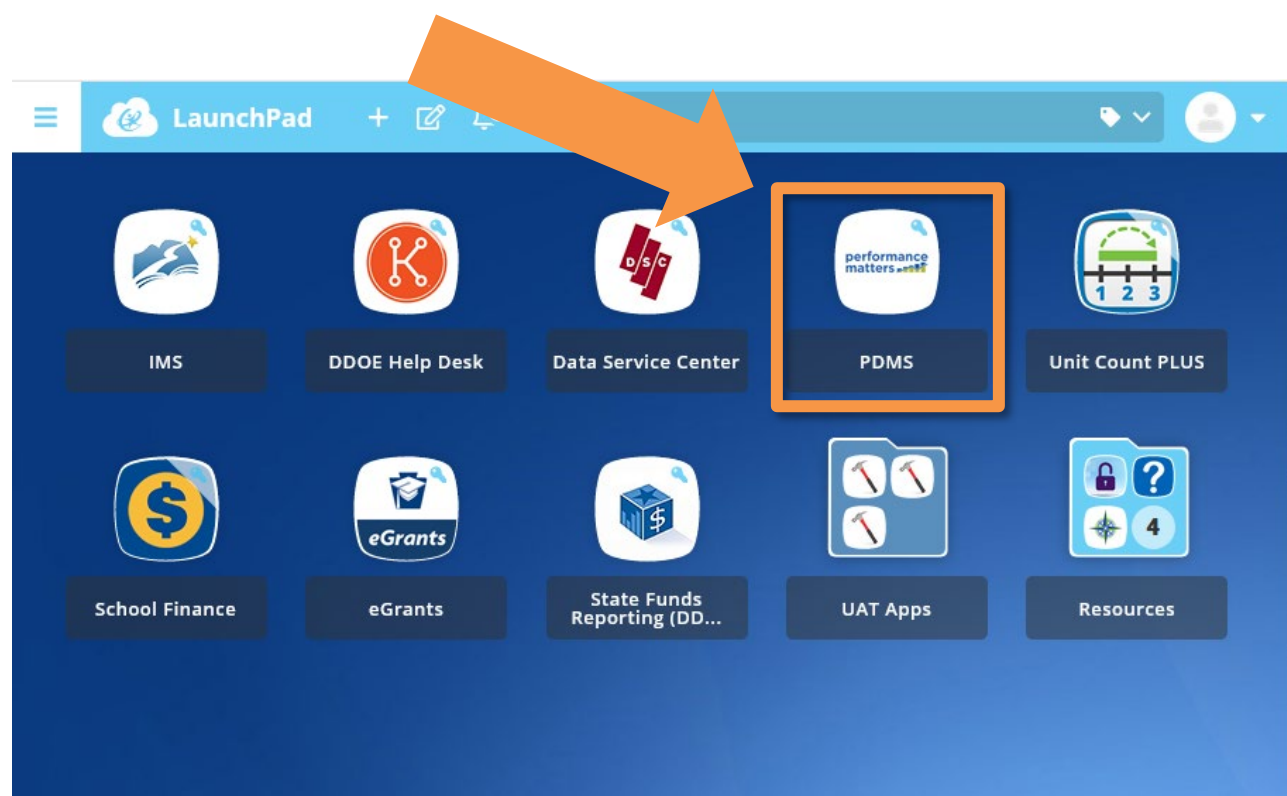 LaunchPad
performance
matters
D/S/C
K
1 2 3
IMS
DDOE Help Desk
Data Service Center
PDMS
Unit Count PLUS
$
eGrants
$
?
4
School Finance
eGrants
State Funds
Reporting (DD...
UAT Apps
Resources